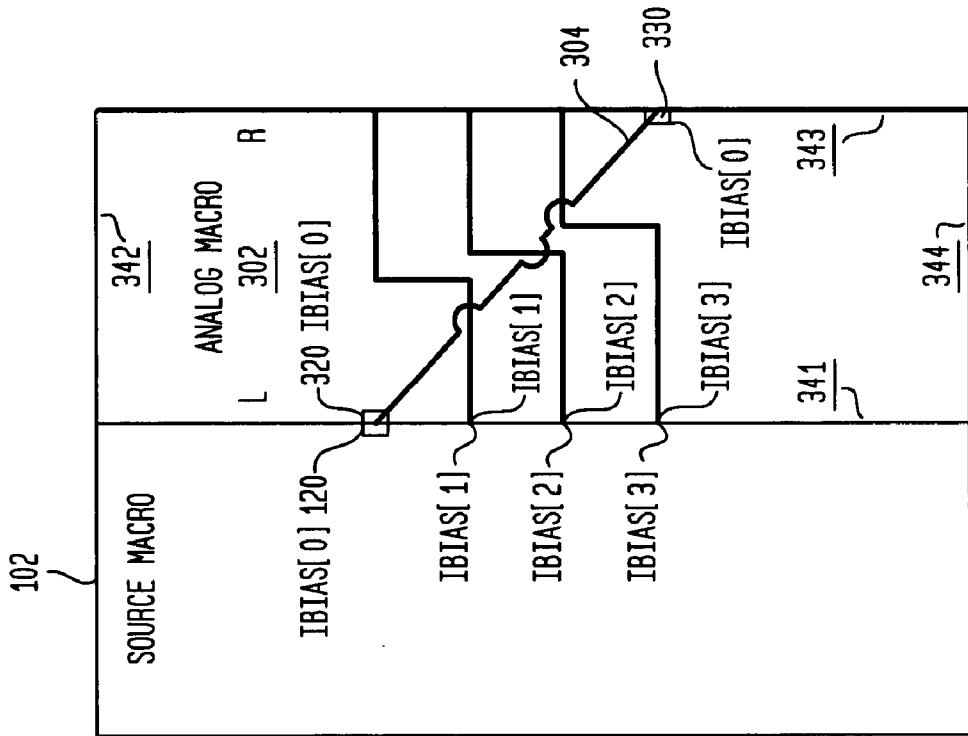 102
SOURCE MACRO
342
ANALOG MACRO
302
L
R
320 IBIAS[0]
IBIAS[0] 120
IBIAS[1]
IBIAS[1]
IBIAS[2]
IBIAS[2]
IBIAS[3]
IBIAS[3]
304
330
IBIAS[0]
341
343
344